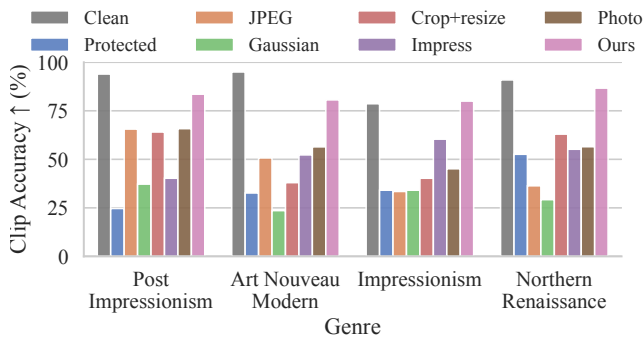 Clean JPEG Crop+resize Photo
Protected Gaussian Impress Ours
Clip Accuracy ↑ (%)
100
75
50
25
0
Post Impressionism
Art Nouveau Modern
Impressionism
Northern Renaissance
Genre